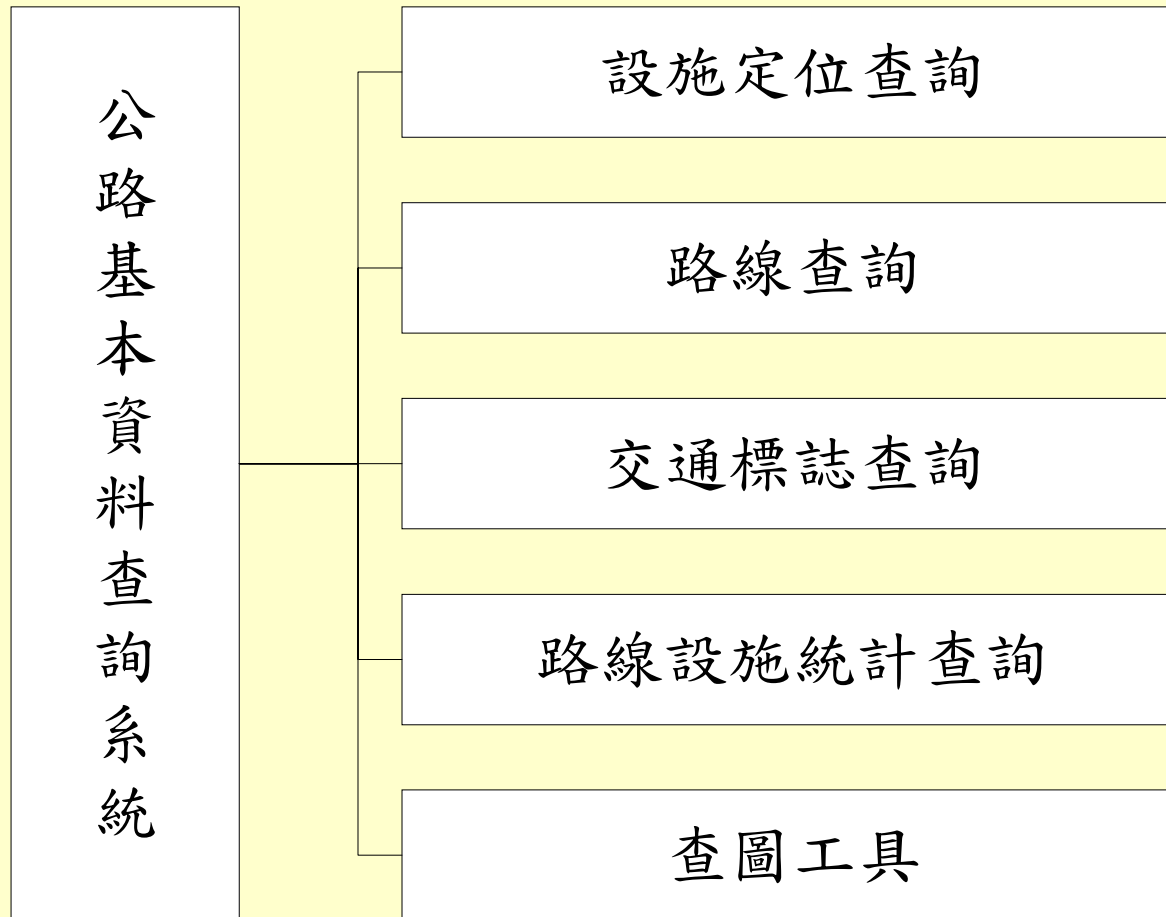 公路基本資料查詢系統
設施定位查詢
路線查詢
交通標誌查詢
路線設施統計查詢
查圖工具